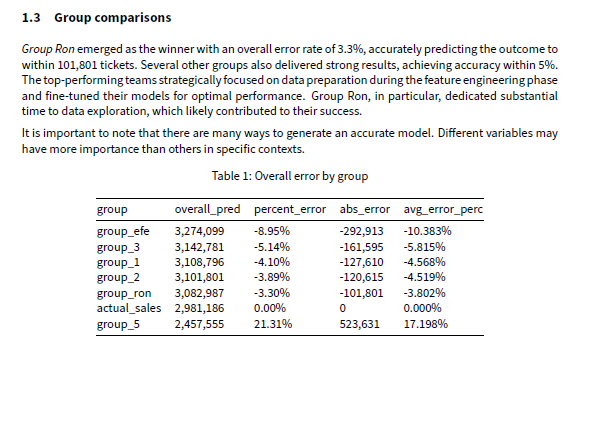 1.3 Group comparisons
Group Ron emerged as the winner with an overall error rate of 3.3%, accurately predicting the outcome to
within 101,801 tickets. Several other groups also delivered strong results, achieving accuracy within 5%.
The top-performing teams strategically focused on data preparation during the feature engineering phase
and fine-tuned their models for optimal performance. Group Ron, in particular, dedicated substantial
time to data exploration, which likely contributed to their success.
It is important to note that there are many ways to generate an accurate model. Different variables may
have more importance than others in specific contexts.
Table 1: Overall error by group
group overall_pred percent_error abs_error avg_error_perc
group_efe 3,274,099 -8.95% -292,913 -10.383%
group_3 3,142,781 -5.14% -161,595 -5.815%
group_1 3,108,796 -4.10% -127,610 -4.568%
group_2 3,101,801 -3.89% -120,615 -4.519%
group_ron 3,082,987 -3.30% -101,801 -3.802%
actual_sales 2,981,186 0.00% 0 0.000%
group_5 2,457,555 21.31% 523,631 17.198%